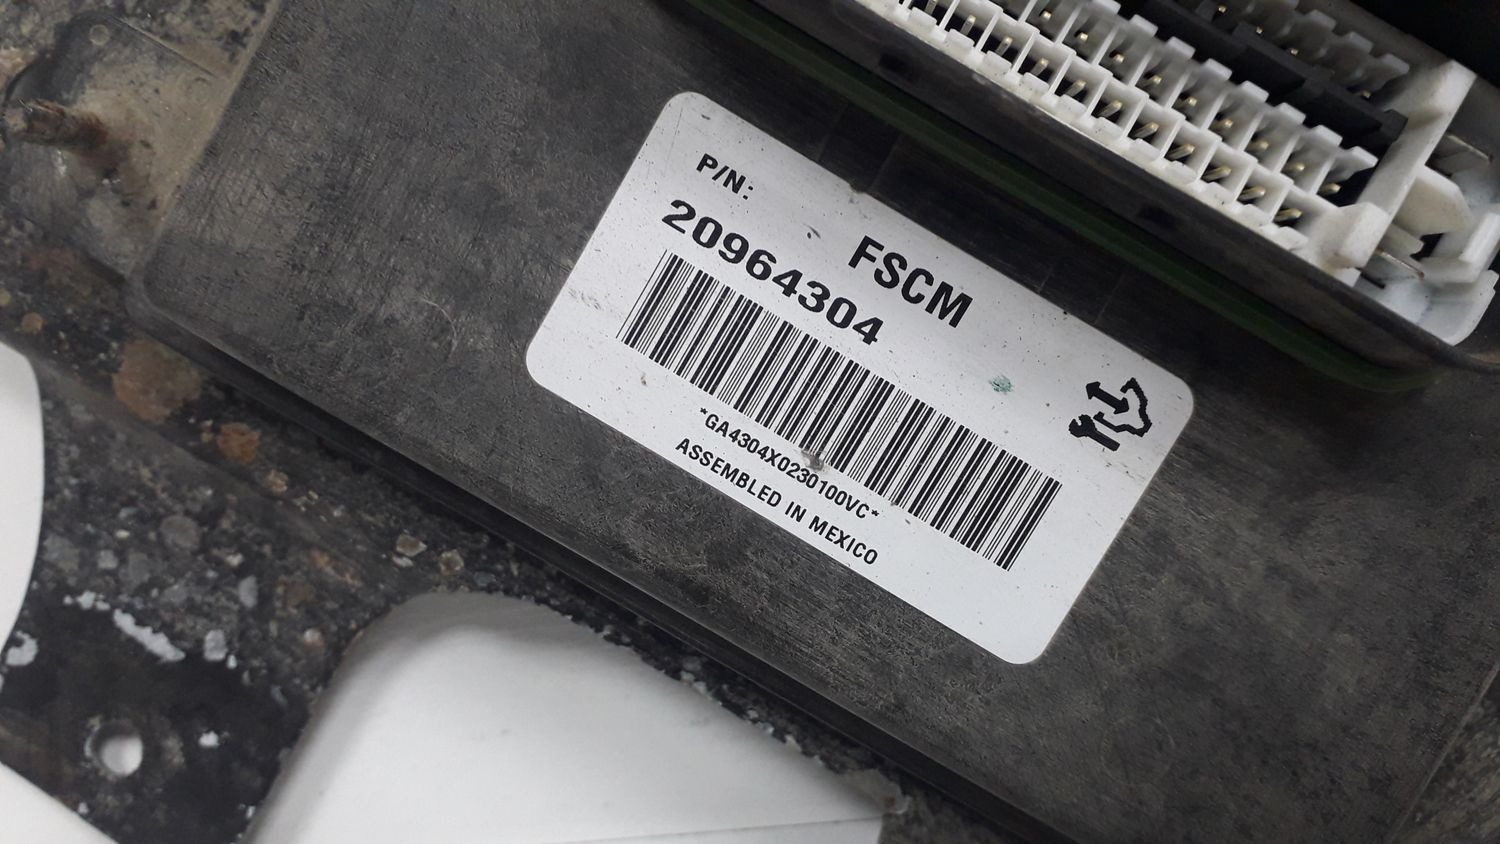 P/N:
FSCM
20964304
*GA4304X0230100VC*
ASSEMBLED IN MEXICO